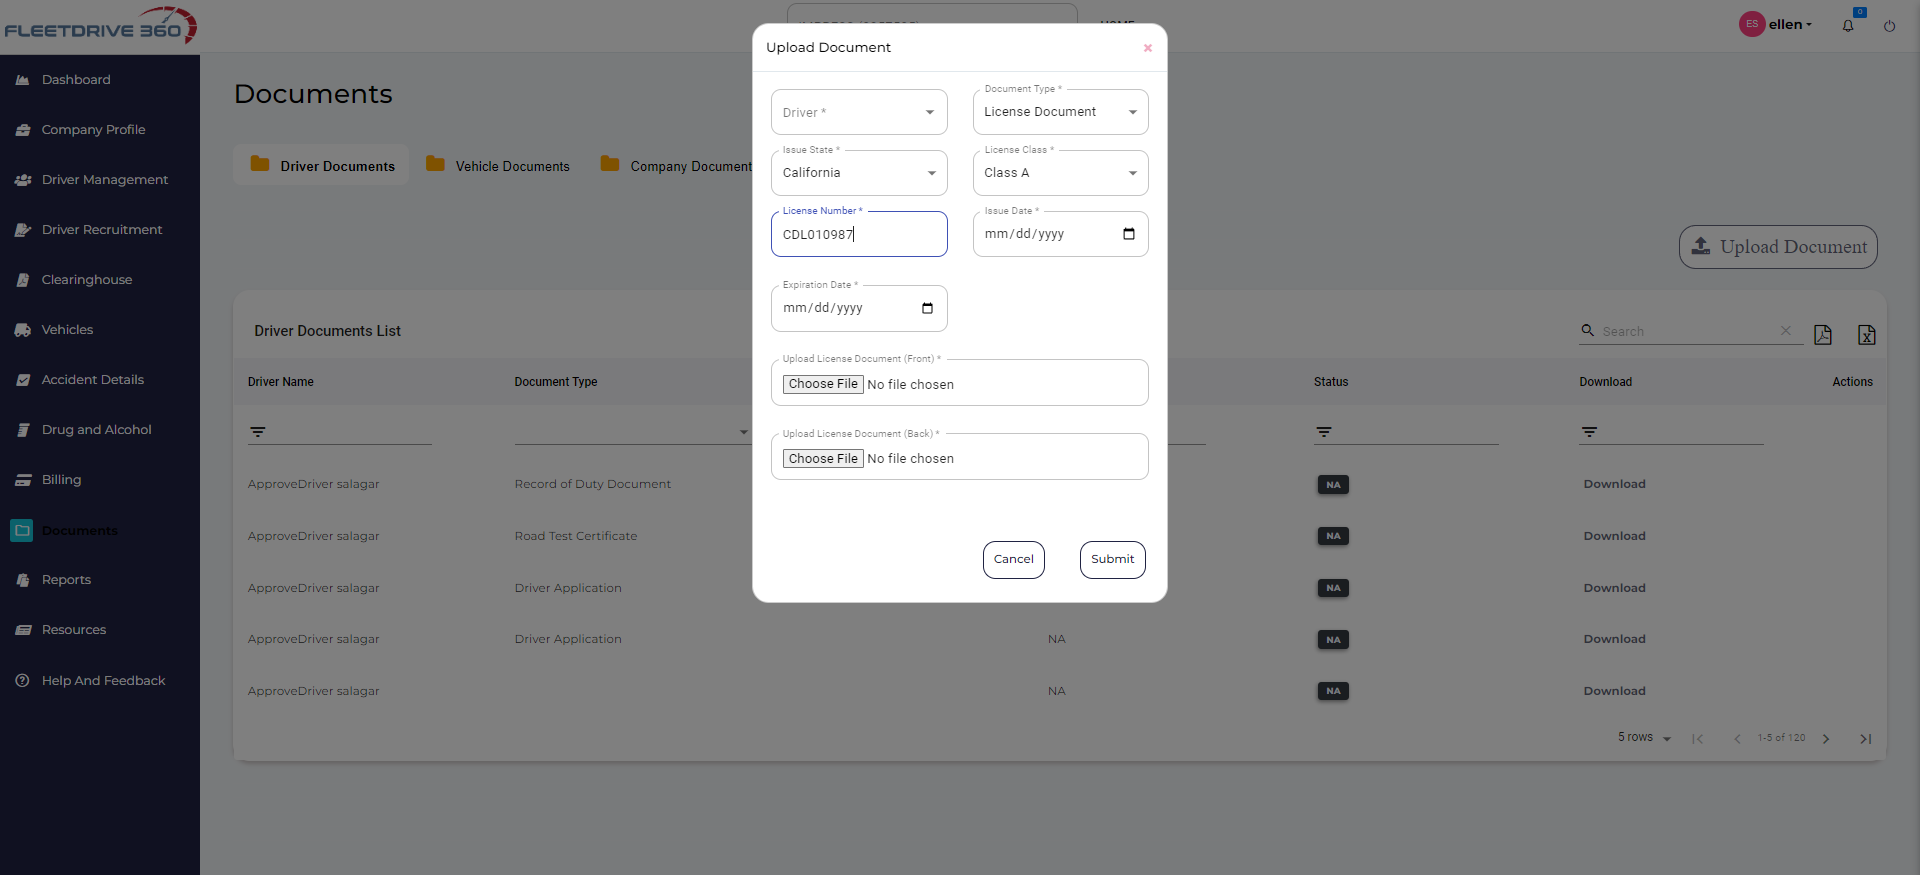 FLEETDRIVE 360
ES ellen
0
Dashboard
Company Profile
Driver Management
Driver Recruitment
Clearinghouse
Vehicles
Accident Details
Drug and Alcohol
Billing
Documents
Reports
Resources
Help And Feedback
Documents
Driver Documents
Vehicle Documents
Company Document
Upload Document
Driver Documents List
Search
Driver Name Document Type Status Download Actions
ApproveDriver salagar Record of Duty Document NA Download
ApproveDriver salagar Road Test Certificate NA Download
ApproveDriver salagar Driver Application NA Download
ApproveDriver salagar Driver Application NA NA Download
ApproveDriver salagar NA NA Download
5 rows 1-5 of 120
Upload Document
×
Driver *
Document Type *
License Document
Issue State *
California
License Class *
Class A
License Number *
CDL010987
Issue Date *
mm/dd/yyyy
Expiration Date *
mm/dd/yyyy
Upload License Document (Front) *
Choose File No file chosen
Upload License Document (Back) *
Choose File No file chosen
Cancel
Submit